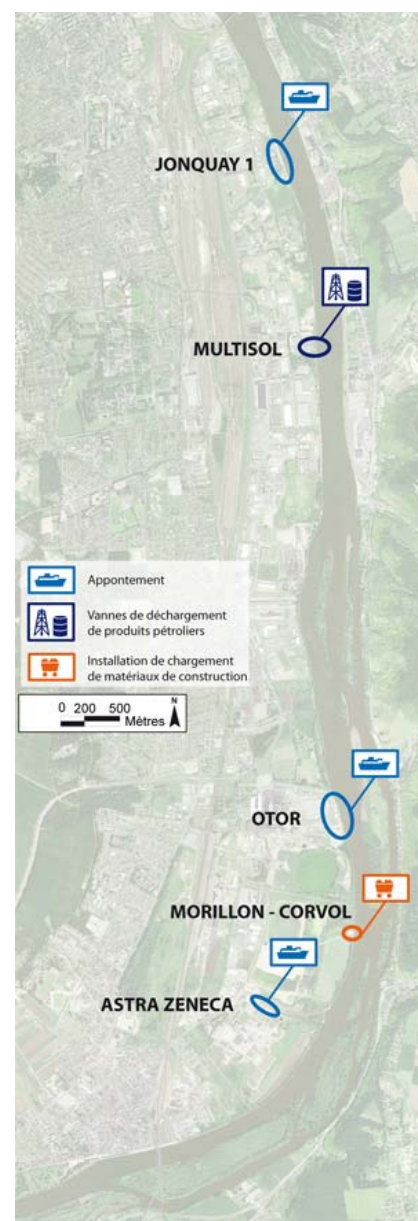 JONQUAY 1
MULTISOL
Appontement
Vannes de déchargement
de produits pétroliers
Installation de chargement
de matériaux de construction
0 200 500
Mètres
N
OTOR
MORILLON - CORVOL
ASTRA ZENECA